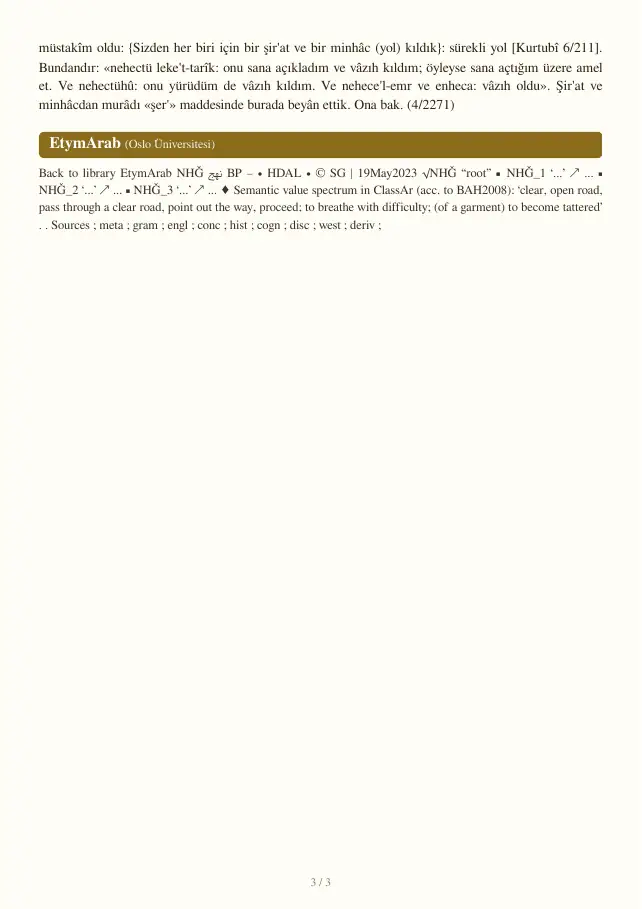 müstakîm oldu: {Sizden her biri için bir şir'at ve bir minhâc (yol) kıldık}: sürekli yol [Kurtubî 6/211].
Bundandır: «nehectü leke't-tarîk: onu sana açıkladım ve vâzıh kıldım; öyleyse sana açtığım üzere amel
et. Ve nehectühû: onu yürüdüm de vâzıh kıldım. Ve nehece'l-emr ve enheca: vâzıh oldu». Şir'at ve
minhâcdan murâdı «şer'» maddesinde burada beyân ettik. Ona bak. (4/2271)
EtymArab (Oslo Üniversitesi)
Back to library EtymArab NHĞ نهج BP – • HDAL • © SG | 19May2023 √NHĞ “root” ▪ NHĞ_1 ‘...’ ↗ ... ▪
NHĞ_2 ‘...’ ↗ ... ▪ NHĞ_3 ‘...’ ↗ ... ♦ Semantic value spectrum in ClassAr (acc. to BAH2008): ‘clear, open road,
pass through a clear road, point out the way, proceed; to breathe with difficulty; (of a garment) to become tattered’
. . Sources ; meta ; gram ; engl ; conc ; hist ; cogn ; disc ; west ; deriv ;
3 / 3